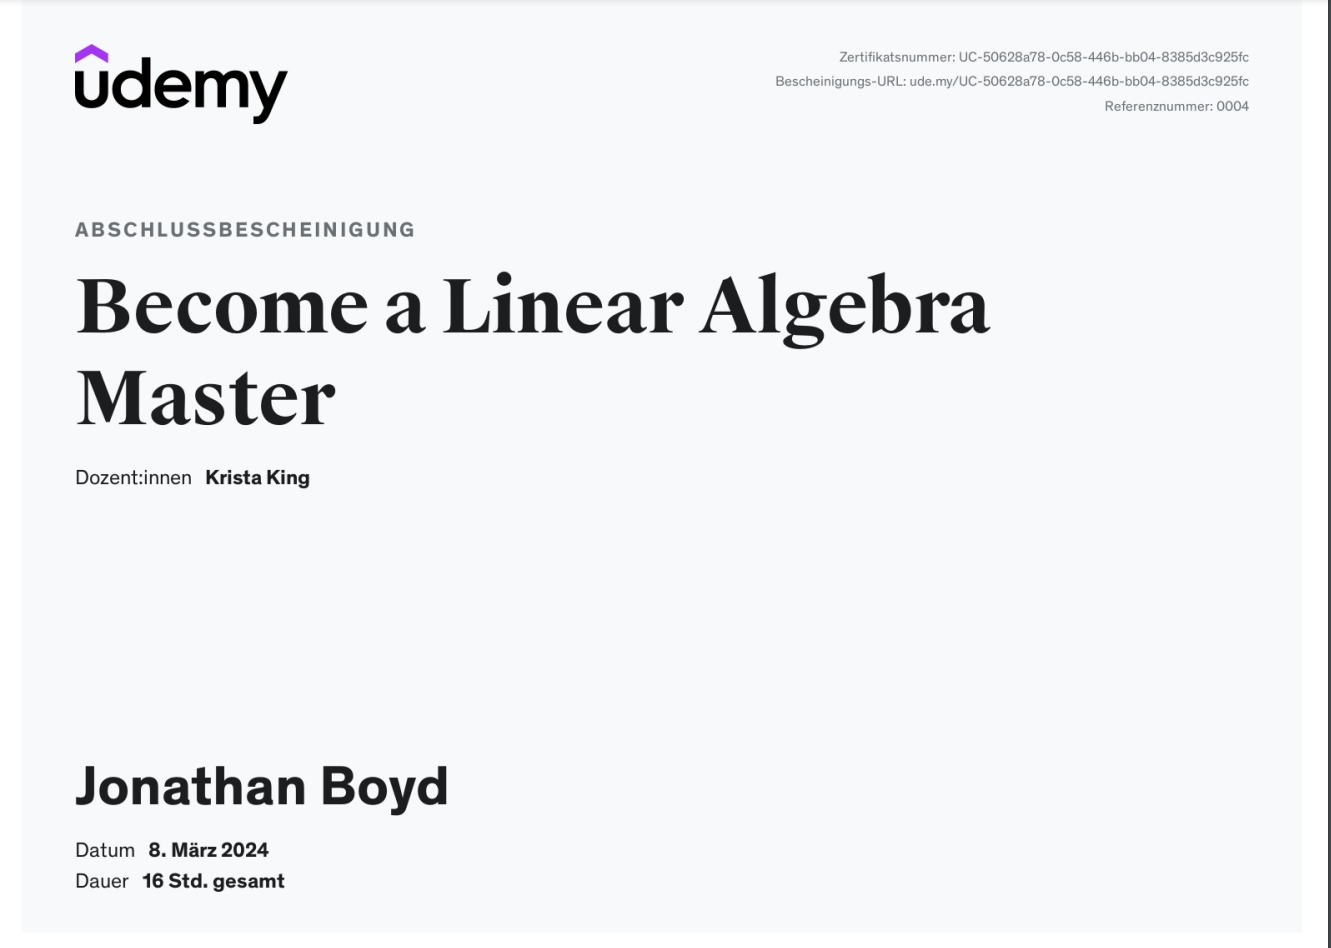 udemy
Zertifikatsnummer: UC-50628a78-0c58-446b-bb04-8385d3c925fc
Bescheinigungs-URL: ude.my/UC-50628a78-0c58-446b-bb04-8385d3c925fc
Referenznummer: 0004
ABSCHLUSSBESCHEINIGUNG
Become a Linear Algebra
Master
Dozent:innen Krista King
Jonathan Boyd
Datum 8. März 2024
Dauer 16 Std. gesamt